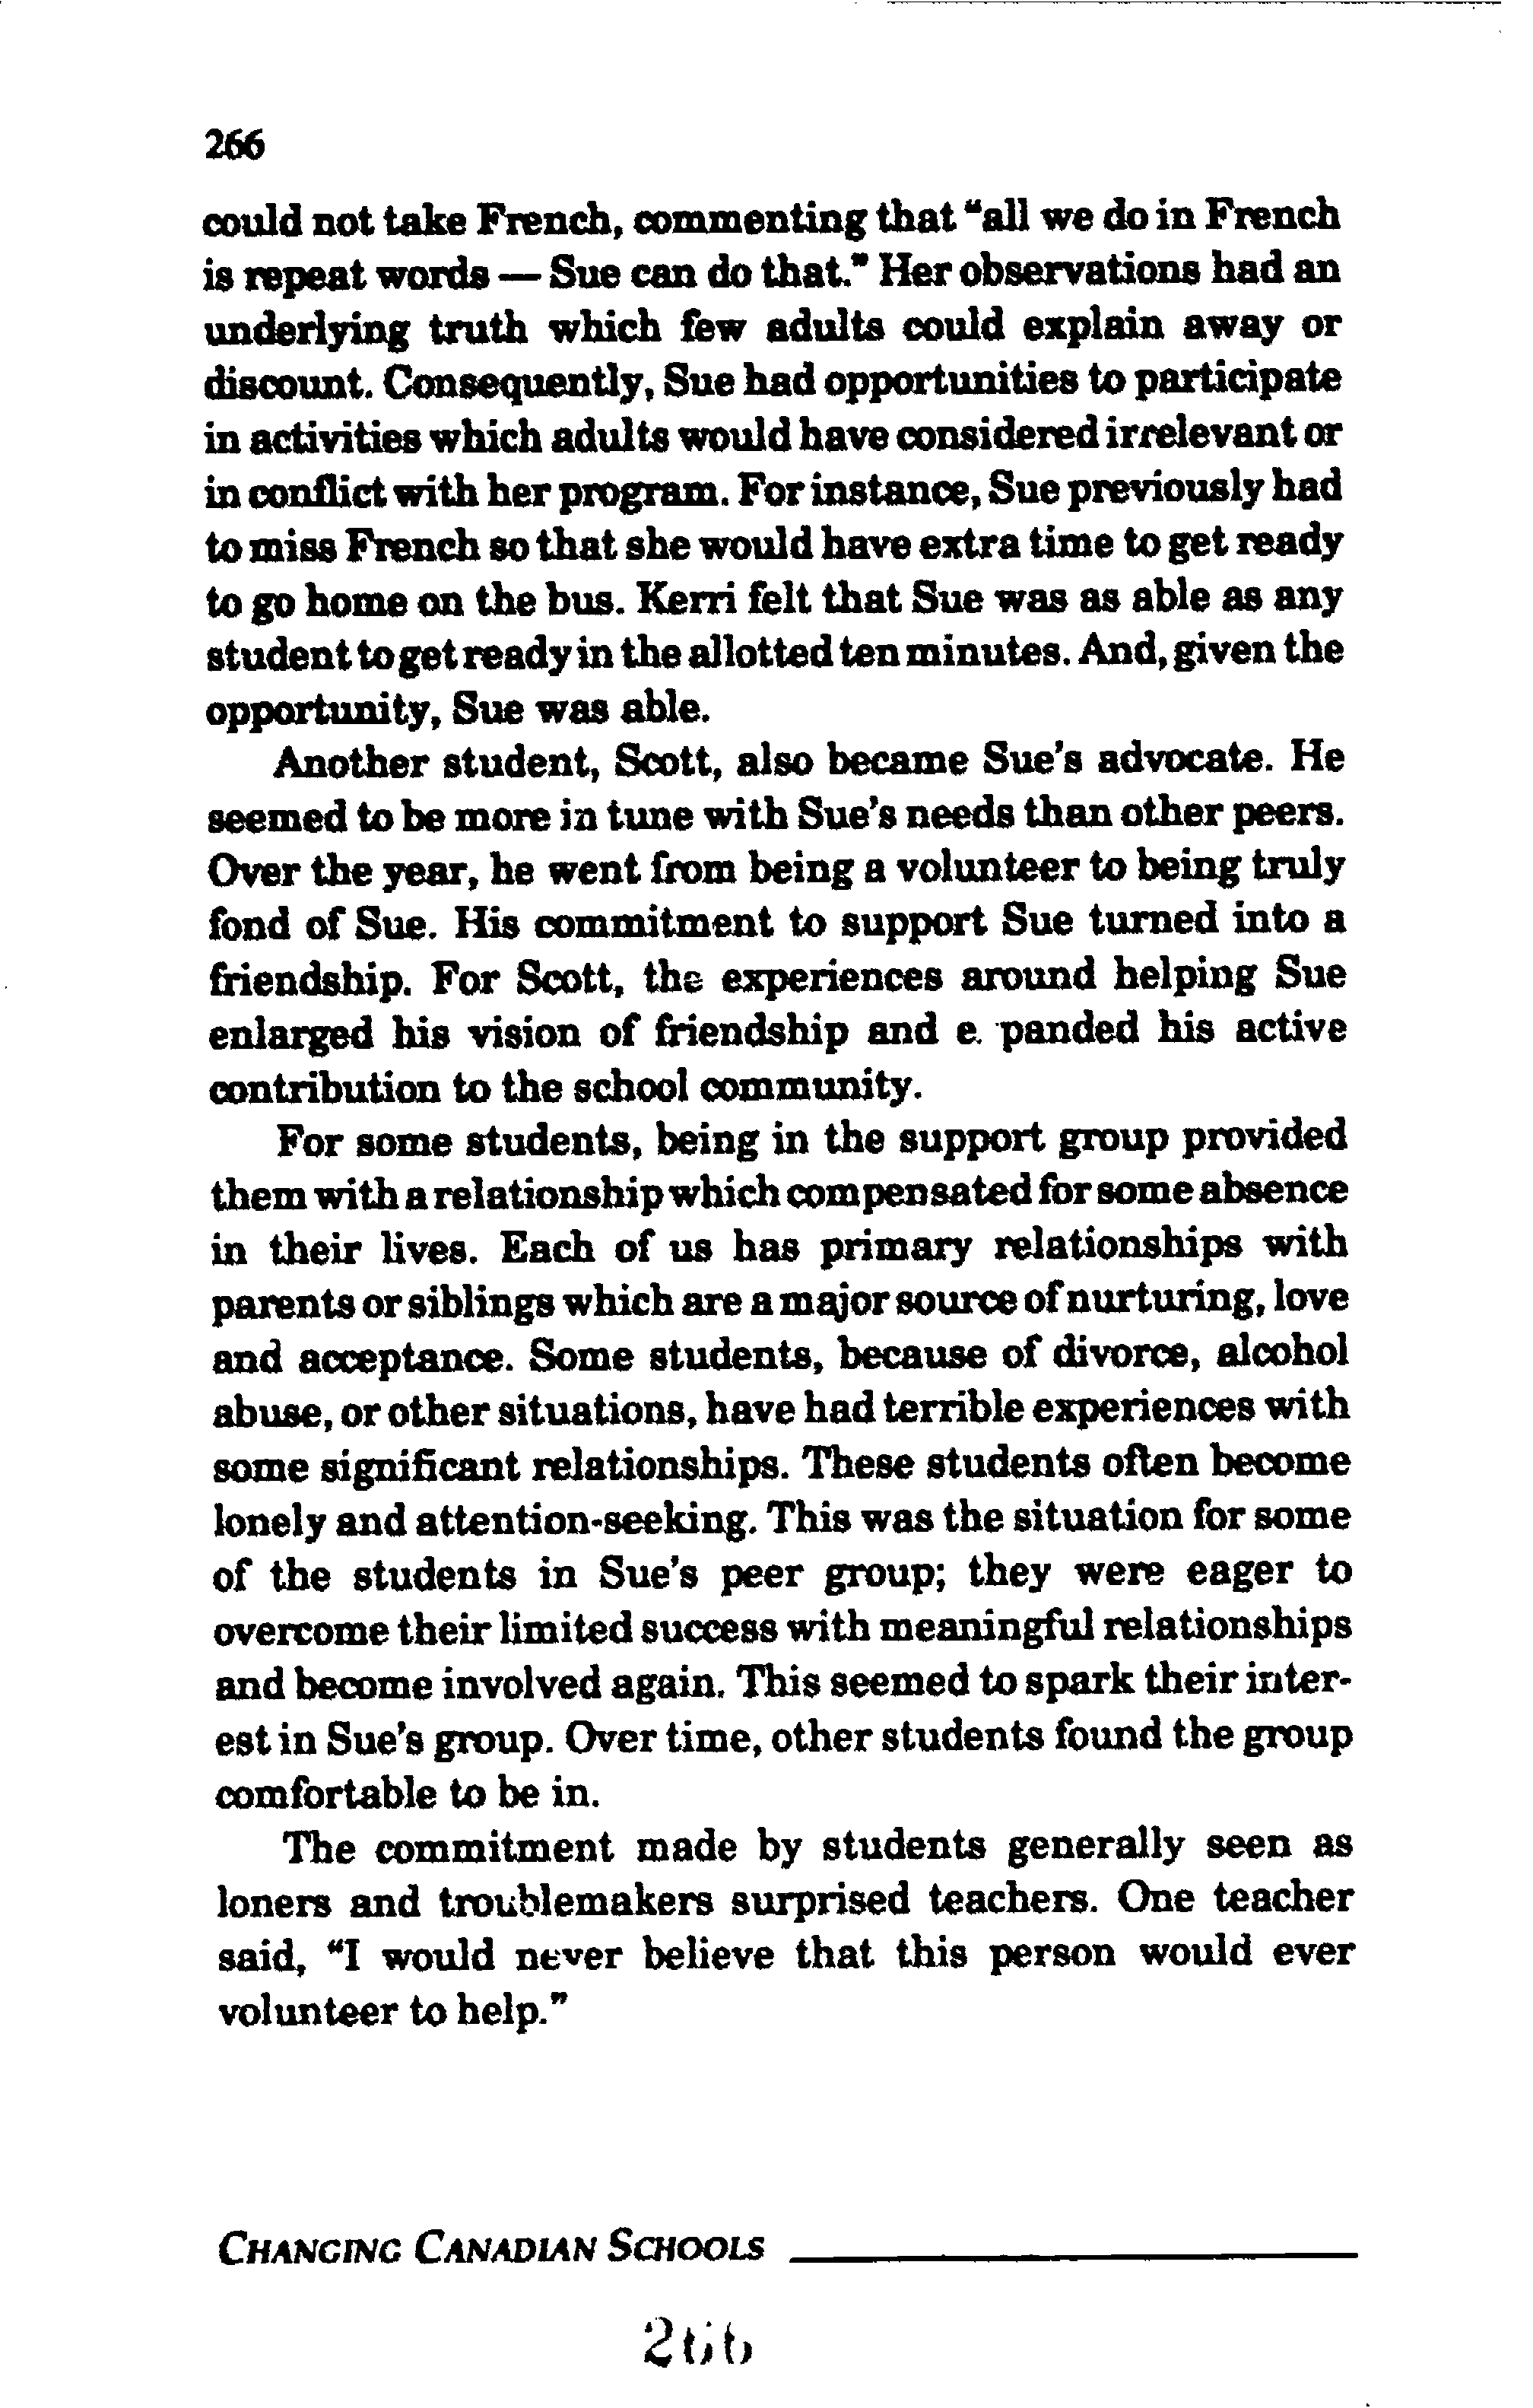 266
could not take French, commenting that "all we do in French
is repeat words — Sue can do that." Her observations had an
underlying truth which few adults could explain away or
discount. Consequently, Sue had opportunities to participate
in activities which adults would have considered irrelevant or
in conflict with her program. For instance, Sue previously had
to miss French so that she would have extra time to get ready
to go home on the bus. Kerri felt that Sue was as able as any
student to get ready in the allotted ten minutes. And, given the
opportunity, Sue was able.
Another student, Scott, also became Sue's advocate. He
seemed to be more in tune with Sue's needs than other peers.
Over the year, he went from being a volunteer to being truly
fond of Sue. His commitment to support Sue turned into a
friendship. For Scott, the experiences around helping Sue
enlarged his vision of friendship and e. panded his active
contribution to the school community.
For some students, being in the support group provided
them with a relationship which compensated for some absence
in their lives. Each of us has primary relationships with
parents or siblings which are a major source of nurturing, love
and acceptance. Some students, because of divorce, alcohol
abuse, or other situations, have had terrible experiences with
some significant relationships. These students often become
lonely and attention-seeking. This was the situation for some
of the students in Sue's peer group; they were eager to
overcome their limited success with meaningful relationships
and become involved again. This seemed to spark their inter-
est in Sue's group. Over time, other students found the group
comfortable to be in.
The commitment made by students generally seen as
loners and troublemakers surprised teachers. One teacher
said, "I would never believe that this person would ever
volunteer to help."
CHANGING CANADIAN SCHOOLS
266